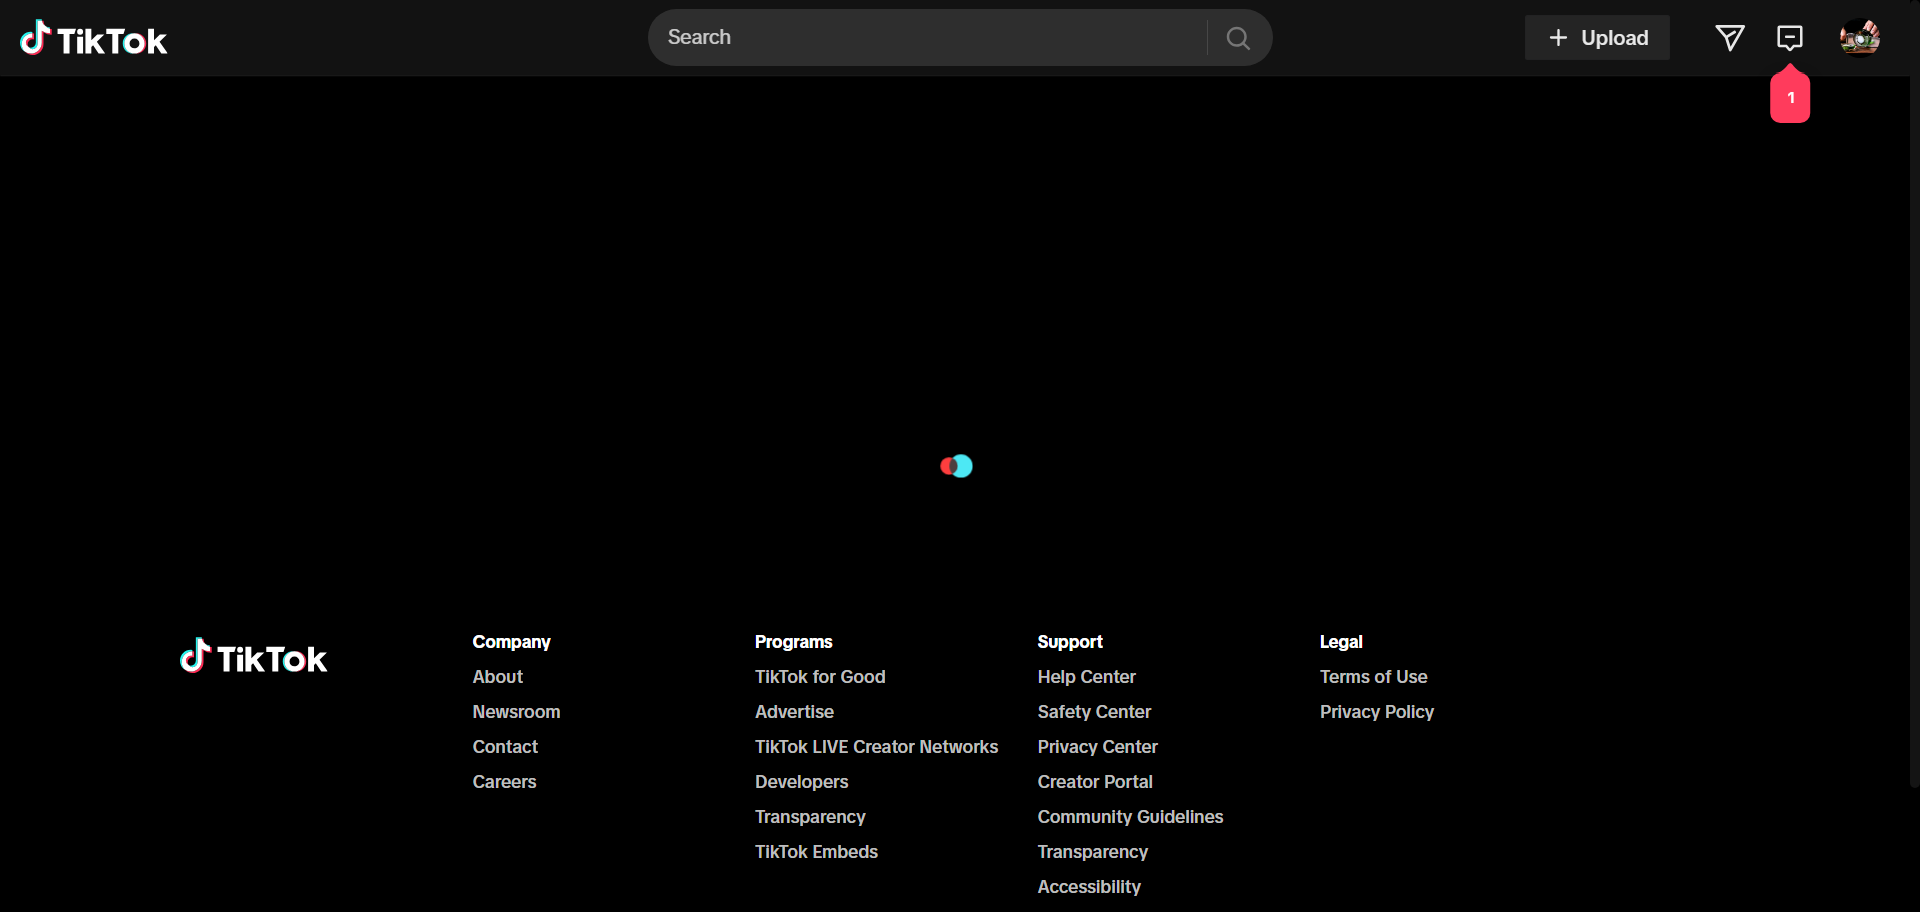 TikTok
Search
Upload
1
TikTok
Company
About
Newsroom
Contact
Careers
Programs
TikTok for Good
Advertise
TikTok LIVE Creator Networks
Developers
Transparency
TikTok Embeds
Support
Help Center
Safety Center
Privacy Center
Creator Portal
Community Guidelines
Transparency
Accessibility
Legal
Terms of Use
Privacy Policy